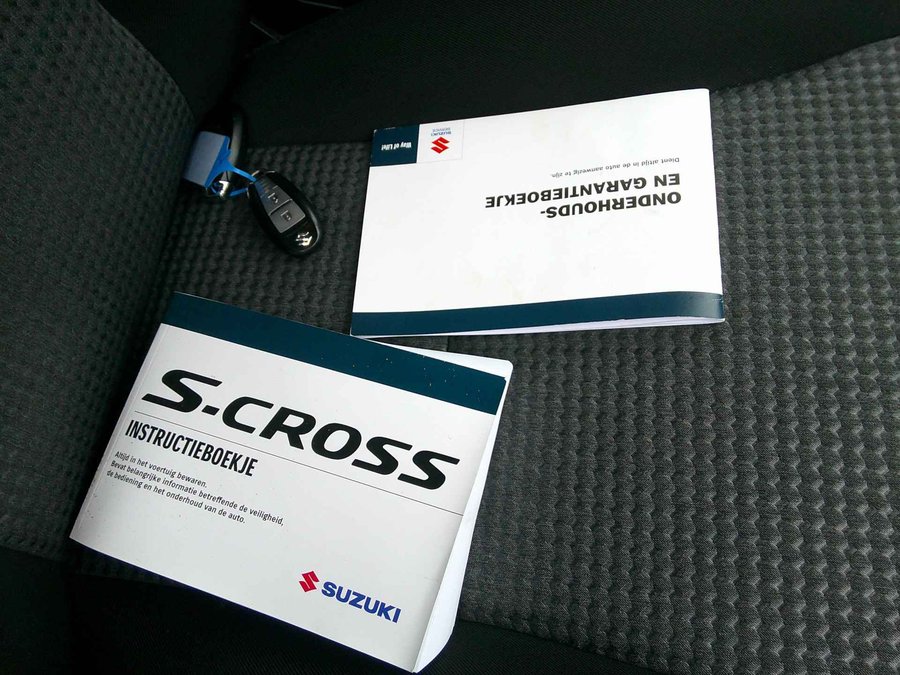 Way of Life!
SUZUKI
SERVICE
ONDERHOUDS-
EN GARANTIEBOEKJE
Dient altijd in de auto aanwezig te zijn.
S-CROSS
INSTRUCTIEBOEKJE
Altijd in het voertuig bewaren.
Bevat belangrijke informatie betreffende de veiligheid,
de bediening en het onderhoud van de auto.
SUZUKI